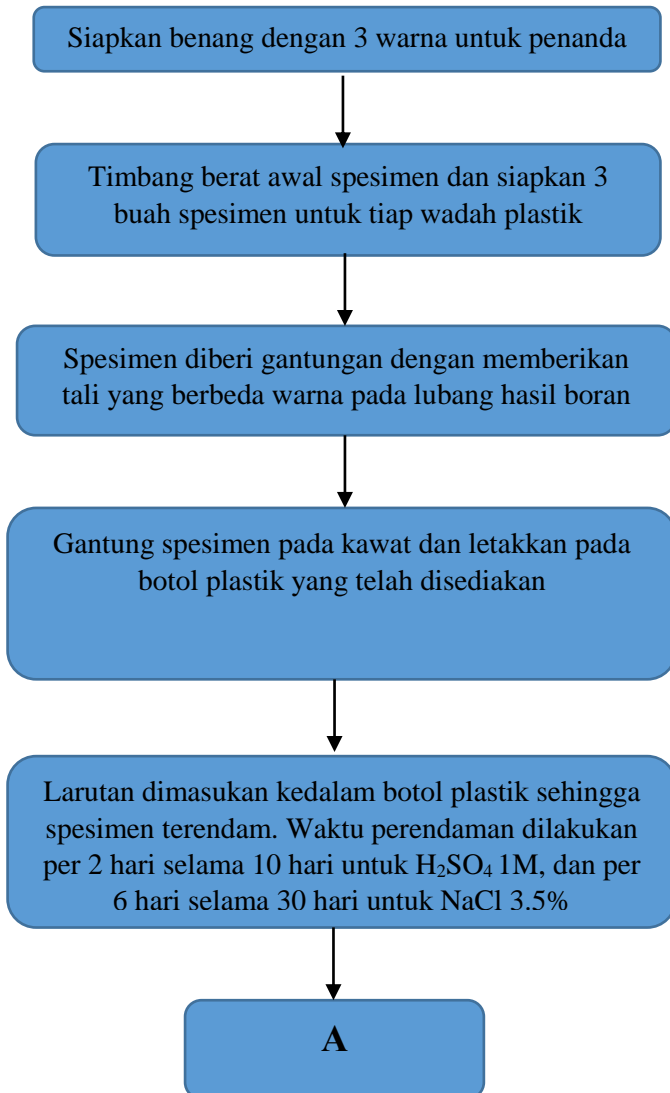 Siapkan benang dengan 3 warna untuk penanda
Timbang berat awal spesimen dan siapkan 3
buah spesimen untuk tiap wadah plastik
Spesimen diberi gantungan dengan memberikan
tali yang berbeda warna pada lubang hasil boran
Gantung spesimen pada kawat dan letakkan pada
botol plastik yang telah disediakan
Larutan dimasukan kedalam botol plastik sehingga
spesimen terendam. Waktu perendaman dilakukan
per 2 hari selama 10 hari untuk H₂SO₄ 1M, dan per
6 hari selama 30 hari untuk NaCl 3.5%
A